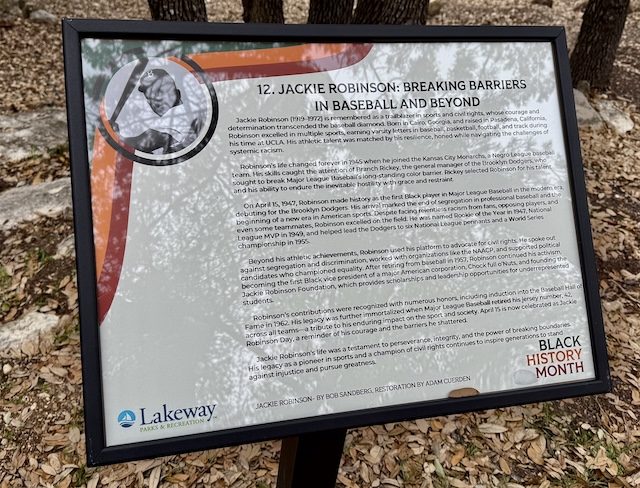 12. JACKIE ROBINSON: BREAKING BARRIERS
IN BASEBALL AND BEYOND
Jackie Robinson (1919-1972) is remembered as a trailblazer in sports and civil rights, whose courage and
determination transcended the baseball diamond. Born in Cairo, Georgia, and raised in Pasadena, California,
Robinson excelled in multiple sports, earning varsity letters in baseball, basketball, football, and track during
his time at UCLA. His athletic talent was matched by his resilience, honed while navigating the challenges of
systemic racism.
Robinson's life changed forever in 1945 when he joined the Kansas City Monarchs, a Negro League baseball
team. His skills caught the attention of Branch Rickey, the general manager of the Brooklyn Dodgers, who
sought to break Major League Baseball's long-standing color barrier. Rickey selected Robinson for his talent
and his ability to endure the inevitable hostility with grace and restraint.
On April 15, 1947, Robinson made history as the first Black player in Major League Baseball in the modern era,
debuting for the Brooklyn Dodgers. His arrival marked the end of segregation in professional baseball and the
beginning of a new era in American sports. Despite facing relentless racism from fans, opposing players, and
even some teammates, Robinson excelled on the field. He was named Rookie of the Year in 1947, National
League MVP in 1949, and helped lead the Dodgers to six National League pennants and a World Series
championship in 1955.
Beyond his athletic achievements, Robinson used his platform to advocate for civil rights. He spoke out
against segregation and discrimination, worked with organizations like the NAACP, and supported political
candidates who championed equality. After retiring from baseball in 1957, Robinson continued his activism,
becoming the first Black vice president of a major American corporation, Chock full o'Nuts, and founding the
Jackie Robinson Foundation, which provides scholarships and leadership opportunities for underrepresented
students.
Robinson's contributions were recognized with numerous honors, including induction into the Baseball Hall of
Fame in 1962. His legacy was further immortalized when Major League Baseball retired his jersey number, 42,
across all teams—a tribute to his enduring impact on the sport and society. April 15 is now celebrated as Jackie
Robinson Day, a reminder of his courage and the barriers he shattered.
Jackie Robinson's life was a testament to perseverance, integrity, and the power of breaking boundaries.
His legacy as a pioneer in sports and a champion of civil rights continues to inspire generations to stand
against injustice and pursue greatness.
BLACK
HISTORY
MONTH
JACKIE ROBINSON- BY BOB SANDBERG, RESTORATION BY ADAM CUERDEN
Lakeway
PARKS & RECREATION